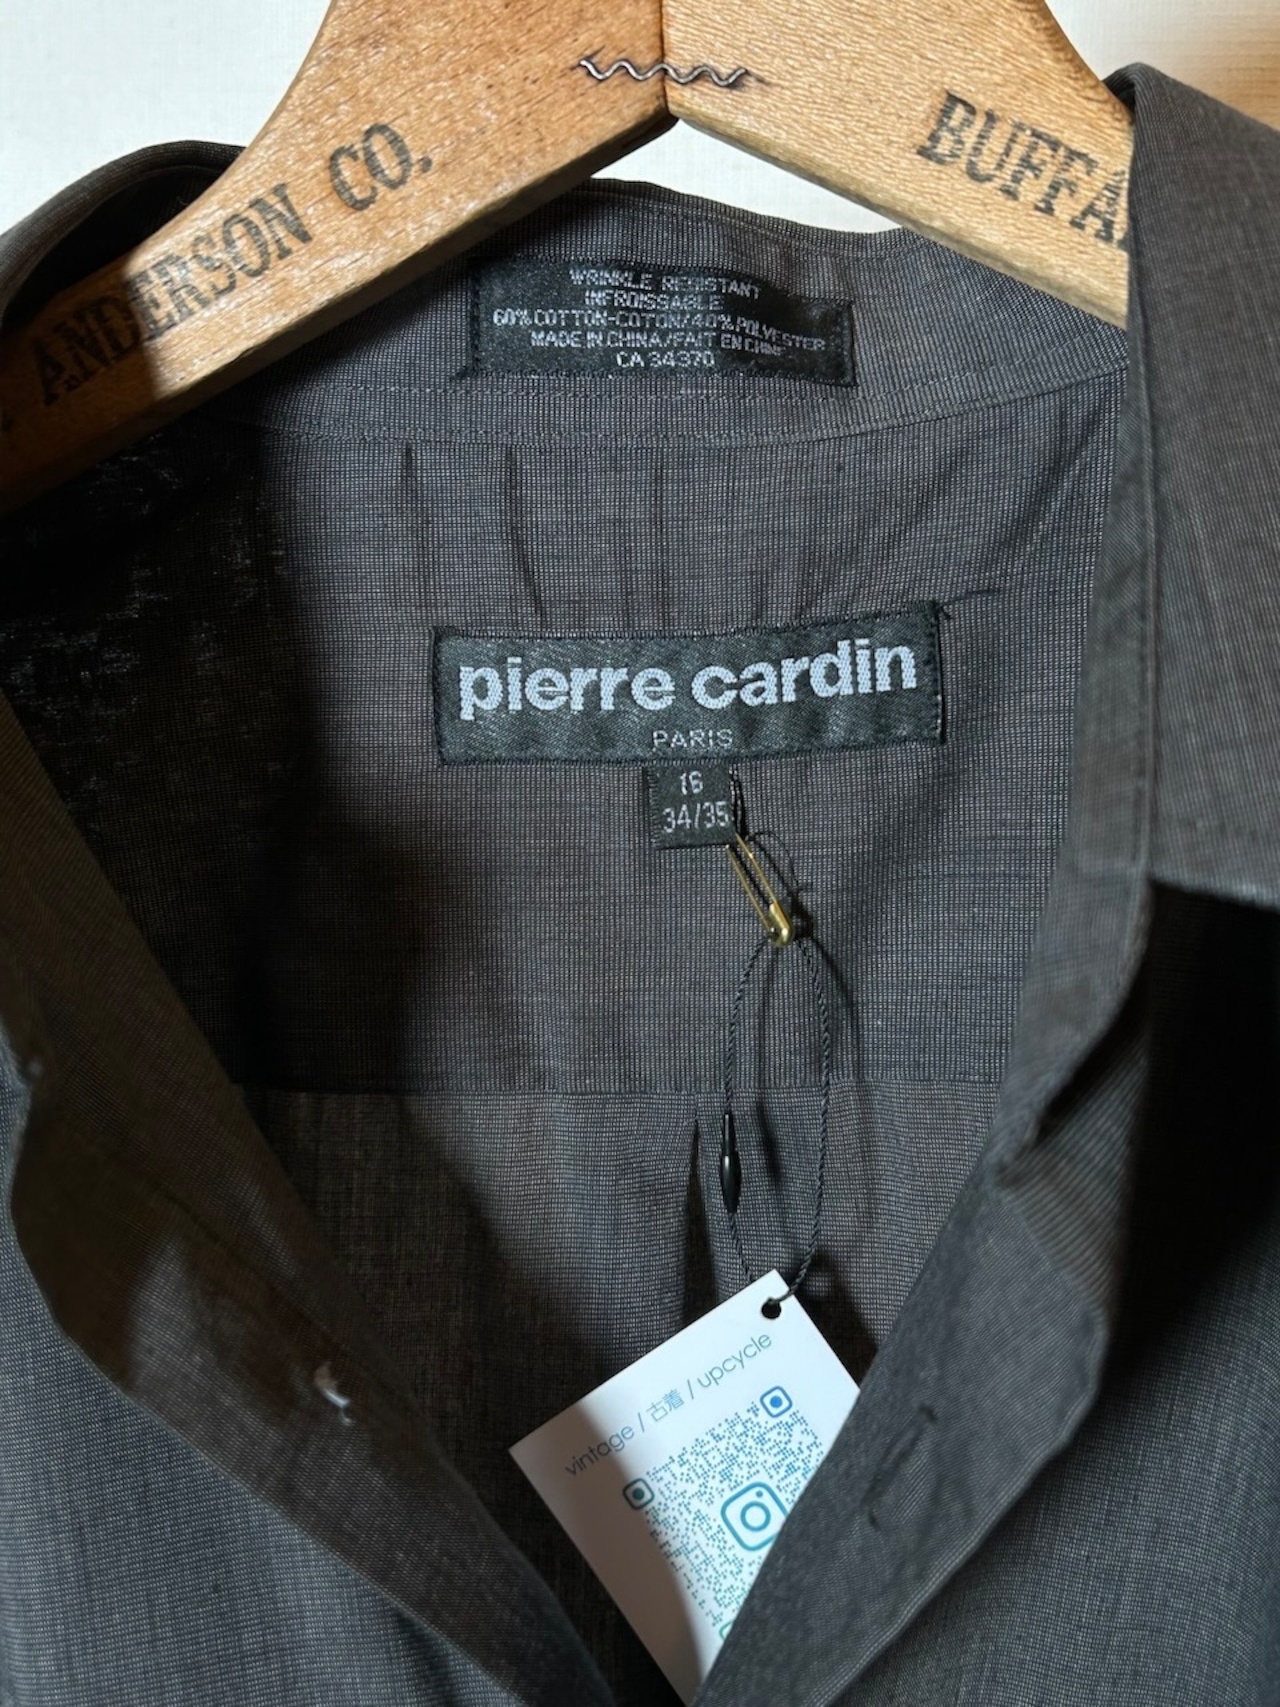 ANDERSON CO.
BUFFA
WRINKLE RESISTANT
INFROISSABLE
60% COTTON-COTON/40% POLYESTER
MADE IN CHINA/FAIT EN CHINE
CA 34370
pierre cardin
PARIS
16
34/35
vintage / 古着 / upcycle